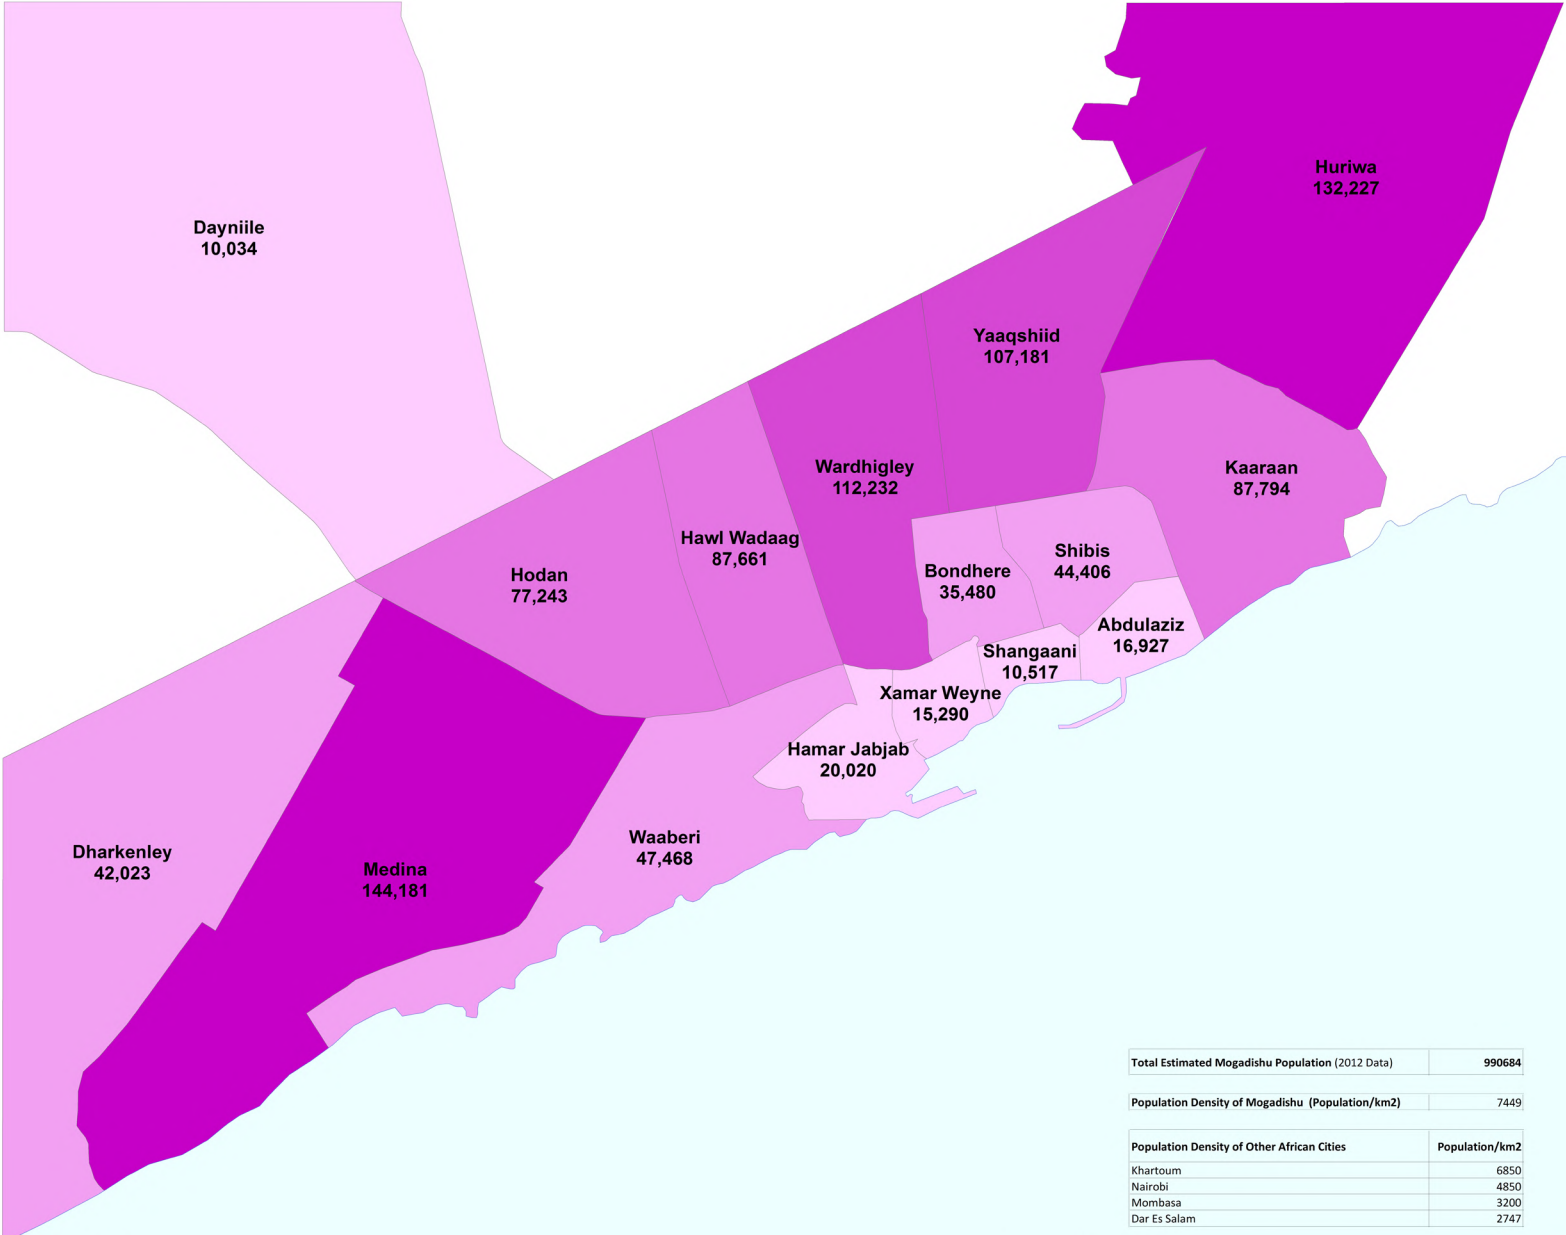 Huriwa
132,227
Dayniile
10,034
Yaaqshiid
107,181
Wardhigley
112,232
Kaaraan
87,794
Hawl Wadaag
87,661
Shibis
44,406
Hodan
77,243
Bondhere
35,480
Abdulaziz
16,927
Shangaani
10,517
Xamar Weyne
15,290
Hamar Jabjab
20,020
Waaberi
47,468
Dharkenley
42,023
Medina
144,181
Total Estimated Mogadishu Population (2012 Data) 990684
Population Density of Mogadishu (Population/km2) 7449
Population Density of Other African Cities Population/km2
Khartoum 6850
Nairobi 4850
Mombasa 3200
Dar Es Salam 2747